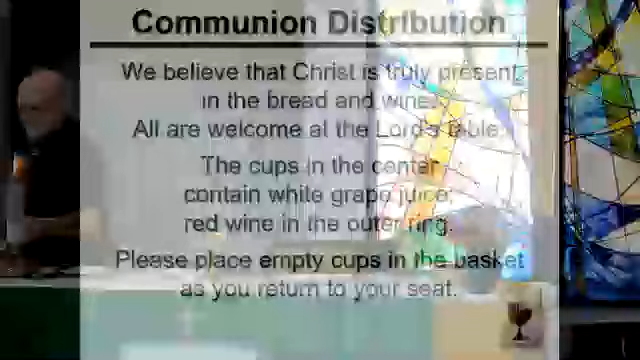 Communion Distribution
We believe that Christ is truly present
in the bread and wine.
All are welcome at the Lord's table.
The cups in the center
contain white grape juice;
red wine in the outer ring.
Please place empty cups in the basket
as you return to your seat.